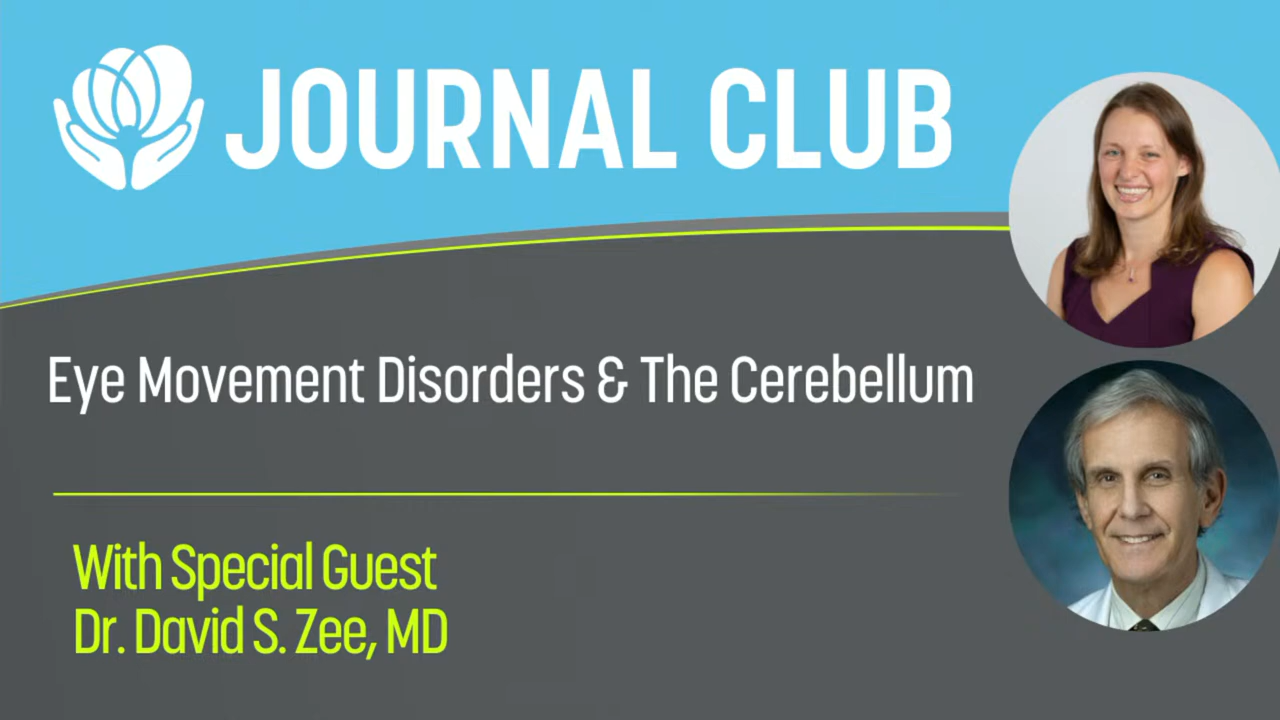 JOURNAL CLUB
Eye Movement Disorders & The Cerebellum
With Special Guest
Dr. David S. Zee, MD